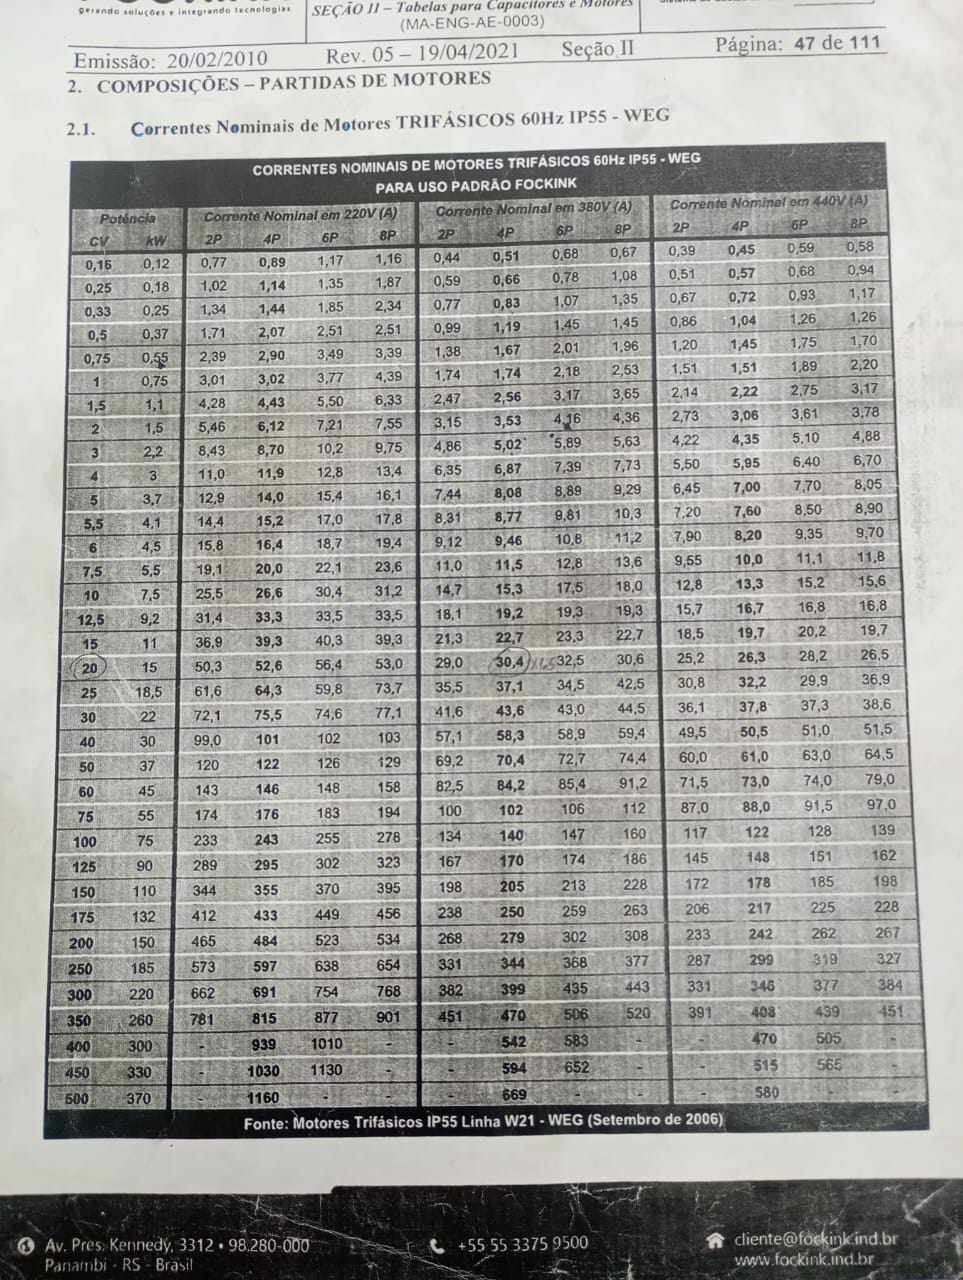 gerando soluções e integrando tecnologias
SEÇÃO II – Tabelas para Capacitores e Motores
(MA-ENG-AE-0003)
Emissão: 20/02/2010 Rev. 05 – 19/04/2021 Seção II Página: 47 de 111
2. COMPOSIÇÕES – PARTIDAS DE MOTORES
2.1. Correntes Nominais de Motores TRIFÁSICOS 60Hz IP55 - WEG
CORRENTES NOMINAIS DE MOTORES TRIFÁSICOS 60Hz IP55 - WEG
PARA USO PADRÃO FOCKINK
Potência Corrente Nominal em 220V (A) Corrente Nominal em 380V (A) Corrente Nominal em 440V (A)
CV kW 2P 4P 6P 8P 2P 4P 6P 8P 2P 4P 6P 8P
0,16 0,12 0,77 0,89 1,17 1,16 0,44 0,51 0,68 0,67 0,39 0,45 0,59 0,58
0,25 0,18 1,02 1,14 1,35 1,87 0,59 0,66 0,78 1,08 0,51 0,57 0,68 0,94
0,33 0,25 1,34 1,44 1,85 2,34 0,77 0,83 1,07 1,35 0,67 0,72 0,93 1,17
0,5 0,37 1,71 2,07 2,51 2,51 0,99 1,19 1,45 1,45 0,86 1,04 1,26 1,26
0,75 0,55 2,39 2,90 3,49 3,39 1,38 1,67 2,01 1,96 1,20 1,45 1,75 1,70
1 0,75 3,01 3,02 3,77 4,39 1,74 1,74 2,18 2,53 1,51 1,51 1,89 2,20
1,5 1,1 4,28 4,43 5,50 6,33 2,47 2,56 3,17 3,65 2,14 2,22 2,75 3,17
2 1,5 5,46 6,12 7,21 7,55 3,15 3,53 4,16 4,36 2,73 3,06 3,61 3,78
3 2,2 8,43 8,70 10,2 9,75 4,86 5,02 5,89 5,63 4,22 4,35 5,10 4,88
4 3 11,0 11,9 12,8 13,4 6,35 6,87 7,39 7,73 5,50 5,95 6,40 6,70
5 3,7 12,9 14,0 15,4 16,1 7,44 8,08 8,89 9,29 6,45 7,00 7,70 8,05
5,5 4,1 14,4 15,2 17,0 17,8 8,31 8,77 9,81 10,3 7,20 7,60 8,50 8,90
6 4,5 15,8 16,4 18,7 19,4 9,12 9,46 10,8 11,2 7,90 8,20 9,35 9,70
7,5 5,5 19,1 20,0 22,1 23,6 11,0 11,5 12,8 13,6 9,55 10,0 11,1 11,8
10 7,5 25,5 26,6 30,4 31,2 14,7 15,3 17,5 18,0 12,8 13,3 15,2 15,6
12,5 9,2 31,4 33,3 33,5 33,5 18,1 19,2 19,3 19,3 15,7 16,7 16,8 16,8
15 11 36,9 39,3 40,3 39,3 21,3 22,7 23,3 22,7 18,5 19,7 20,2 19,7
20 15 50,3 52,6 56,4 53,0 29,0 30,4 32,5 30,6 25,2 26,3 28,2 26,5
25 18,5 61,6 64,3 59,8 73,7 35,5 37,1 34,5 42,5 30,8 32,2 29,9 36,9
30 22 72,1 75,5 74,6 77,1 41,6 43,6 43,0 44,5 36,1 37,8 37,3 38,6
40 30 99,0 101 102 103 57,1 58,3 58,9 59,4 49,5 50,5 51,0 51,5
50 37 120 122 126 129 69,2 70,4 72,7 74,4 60,0 61,0 63,0 64,5
60 45 143 146 148 158 82,5 84,2 85,4 91,2 71,5 73,0 74,0 79,0
75 55 174 176 183 194 100 102 106 112 87,0 88,0 91,5 97,0
100 75 233 243 255 278 134 140 147 160 117 122 128 139
125 90 289 295 302 323 167 170 174 186 145 148 151 162
150 110 344 355 370 395 198 205 213 228 172 178 185 198
175 132 412 433 449 456 238 250 259 263 206 217 225 228
200 150 465 484 523 534 268 279 302 308 233 242 262 267
250 185 573 597 638 654 331 344 368 377 287 299 319 327
300 220 662 691 754 768 382 399 435 443 331 346 377 384
350 260 781 815 877 901 451 470 506 520 391 408 439 451
400 300 - 939 1010 - - 542 583 - - 470 505 -
450 330 - 1030 1130 - - 594 652 - - 515 565 -
500 370 - 1160 - - - 669 - - - 580 - -
Fonte: Motores Trifásicos IP55 Linha W21 - WEG (Setembro de 2006)
Av. Pres. Kennedy, 3312 • 98.280-000 +55 55 3375 9500 cliente@fockink.ind.br
Panambi - RS - Brasil www.fockink.ind.br